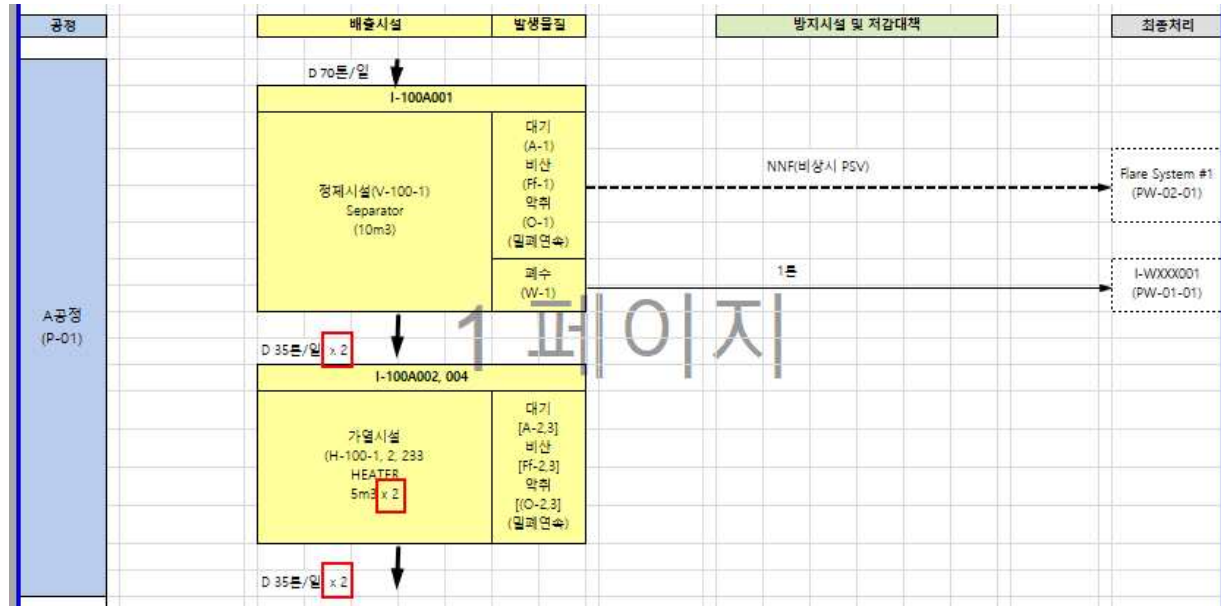 공정
배출시설
발생물질
방지시설 및 저감대책
최종처리
D 70톤/일
I-100A001
정제시설(V-100-1)
Separator
(10m3)
대기
(A-1)
비산
(Ff-1)
악취
(O-1)
(밀폐연속)
NNF(비상시 PSV)
Flare System #1
(PW-02-01)
폐수
(W-1)
1톤
I-WXXX001
(PW-01-01)
A공정
(P-01)
1 페이지
D 35톤/일 x 2
I-100A002, 004
가열시설
(H-100-1, 2, 233
HEATER
5m3 x 2
대기
[A-2,3]
비산
[Ff-2,3]
악취
[(O-2,3]
(밀폐연속)
D 35톤/일 x 2